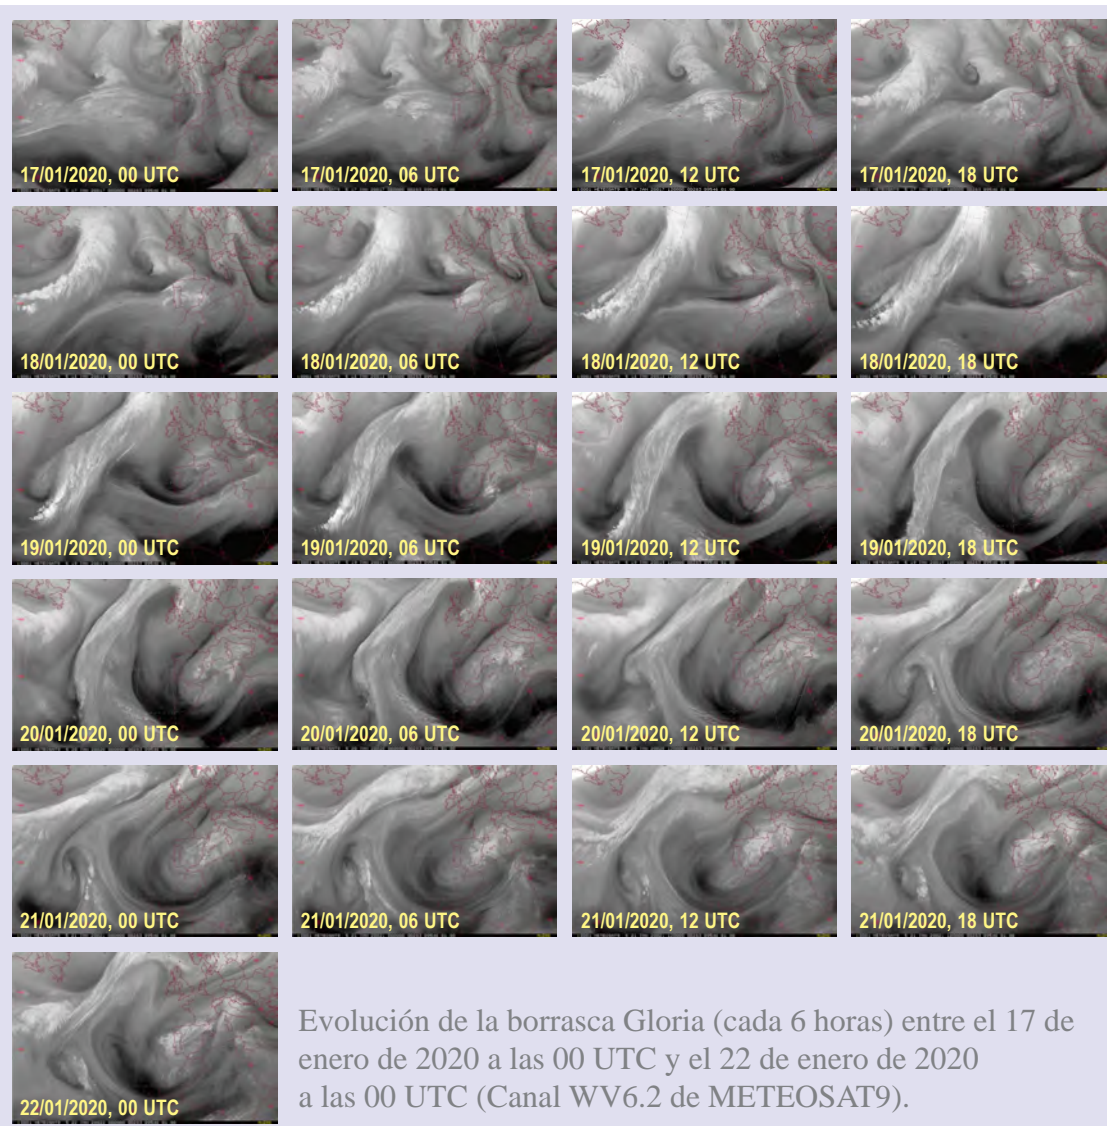 17/01/2020, 00 UTC
17/01/2020, 06 UTC
17/01/2020, 12 UTC
17/01/2020, 18 UTC
18/01/2020, 00 UTC
18/01/2020, 06 UTC
18/01/2020, 12 UTC
18/01/2020, 18 UTC
19/01/2020, 00 UTC
19/01/2020, 06 UTC
19/01/2020, 12 UTC
19/01/2020, 18 UTC
20/01/2020, 00 UTC
20/01/2020, 06 UTC
20/01/2020, 12 UTC
20/01/2020, 18 UTC
21/01/2020, 00 UTC
21/01/2020, 06 UTC
21/01/2020, 12 UTC
21/01/2020, 18 UTC
22/01/2020, 00 UTC
Evolución de la borrasca Gloria (cada 6 horas) entre el 17 de
enero de 2020 a las 00 UTC y el 22 de enero de 2020
a las 00 UTC (Canal WV6.2 de METEOSAT9).